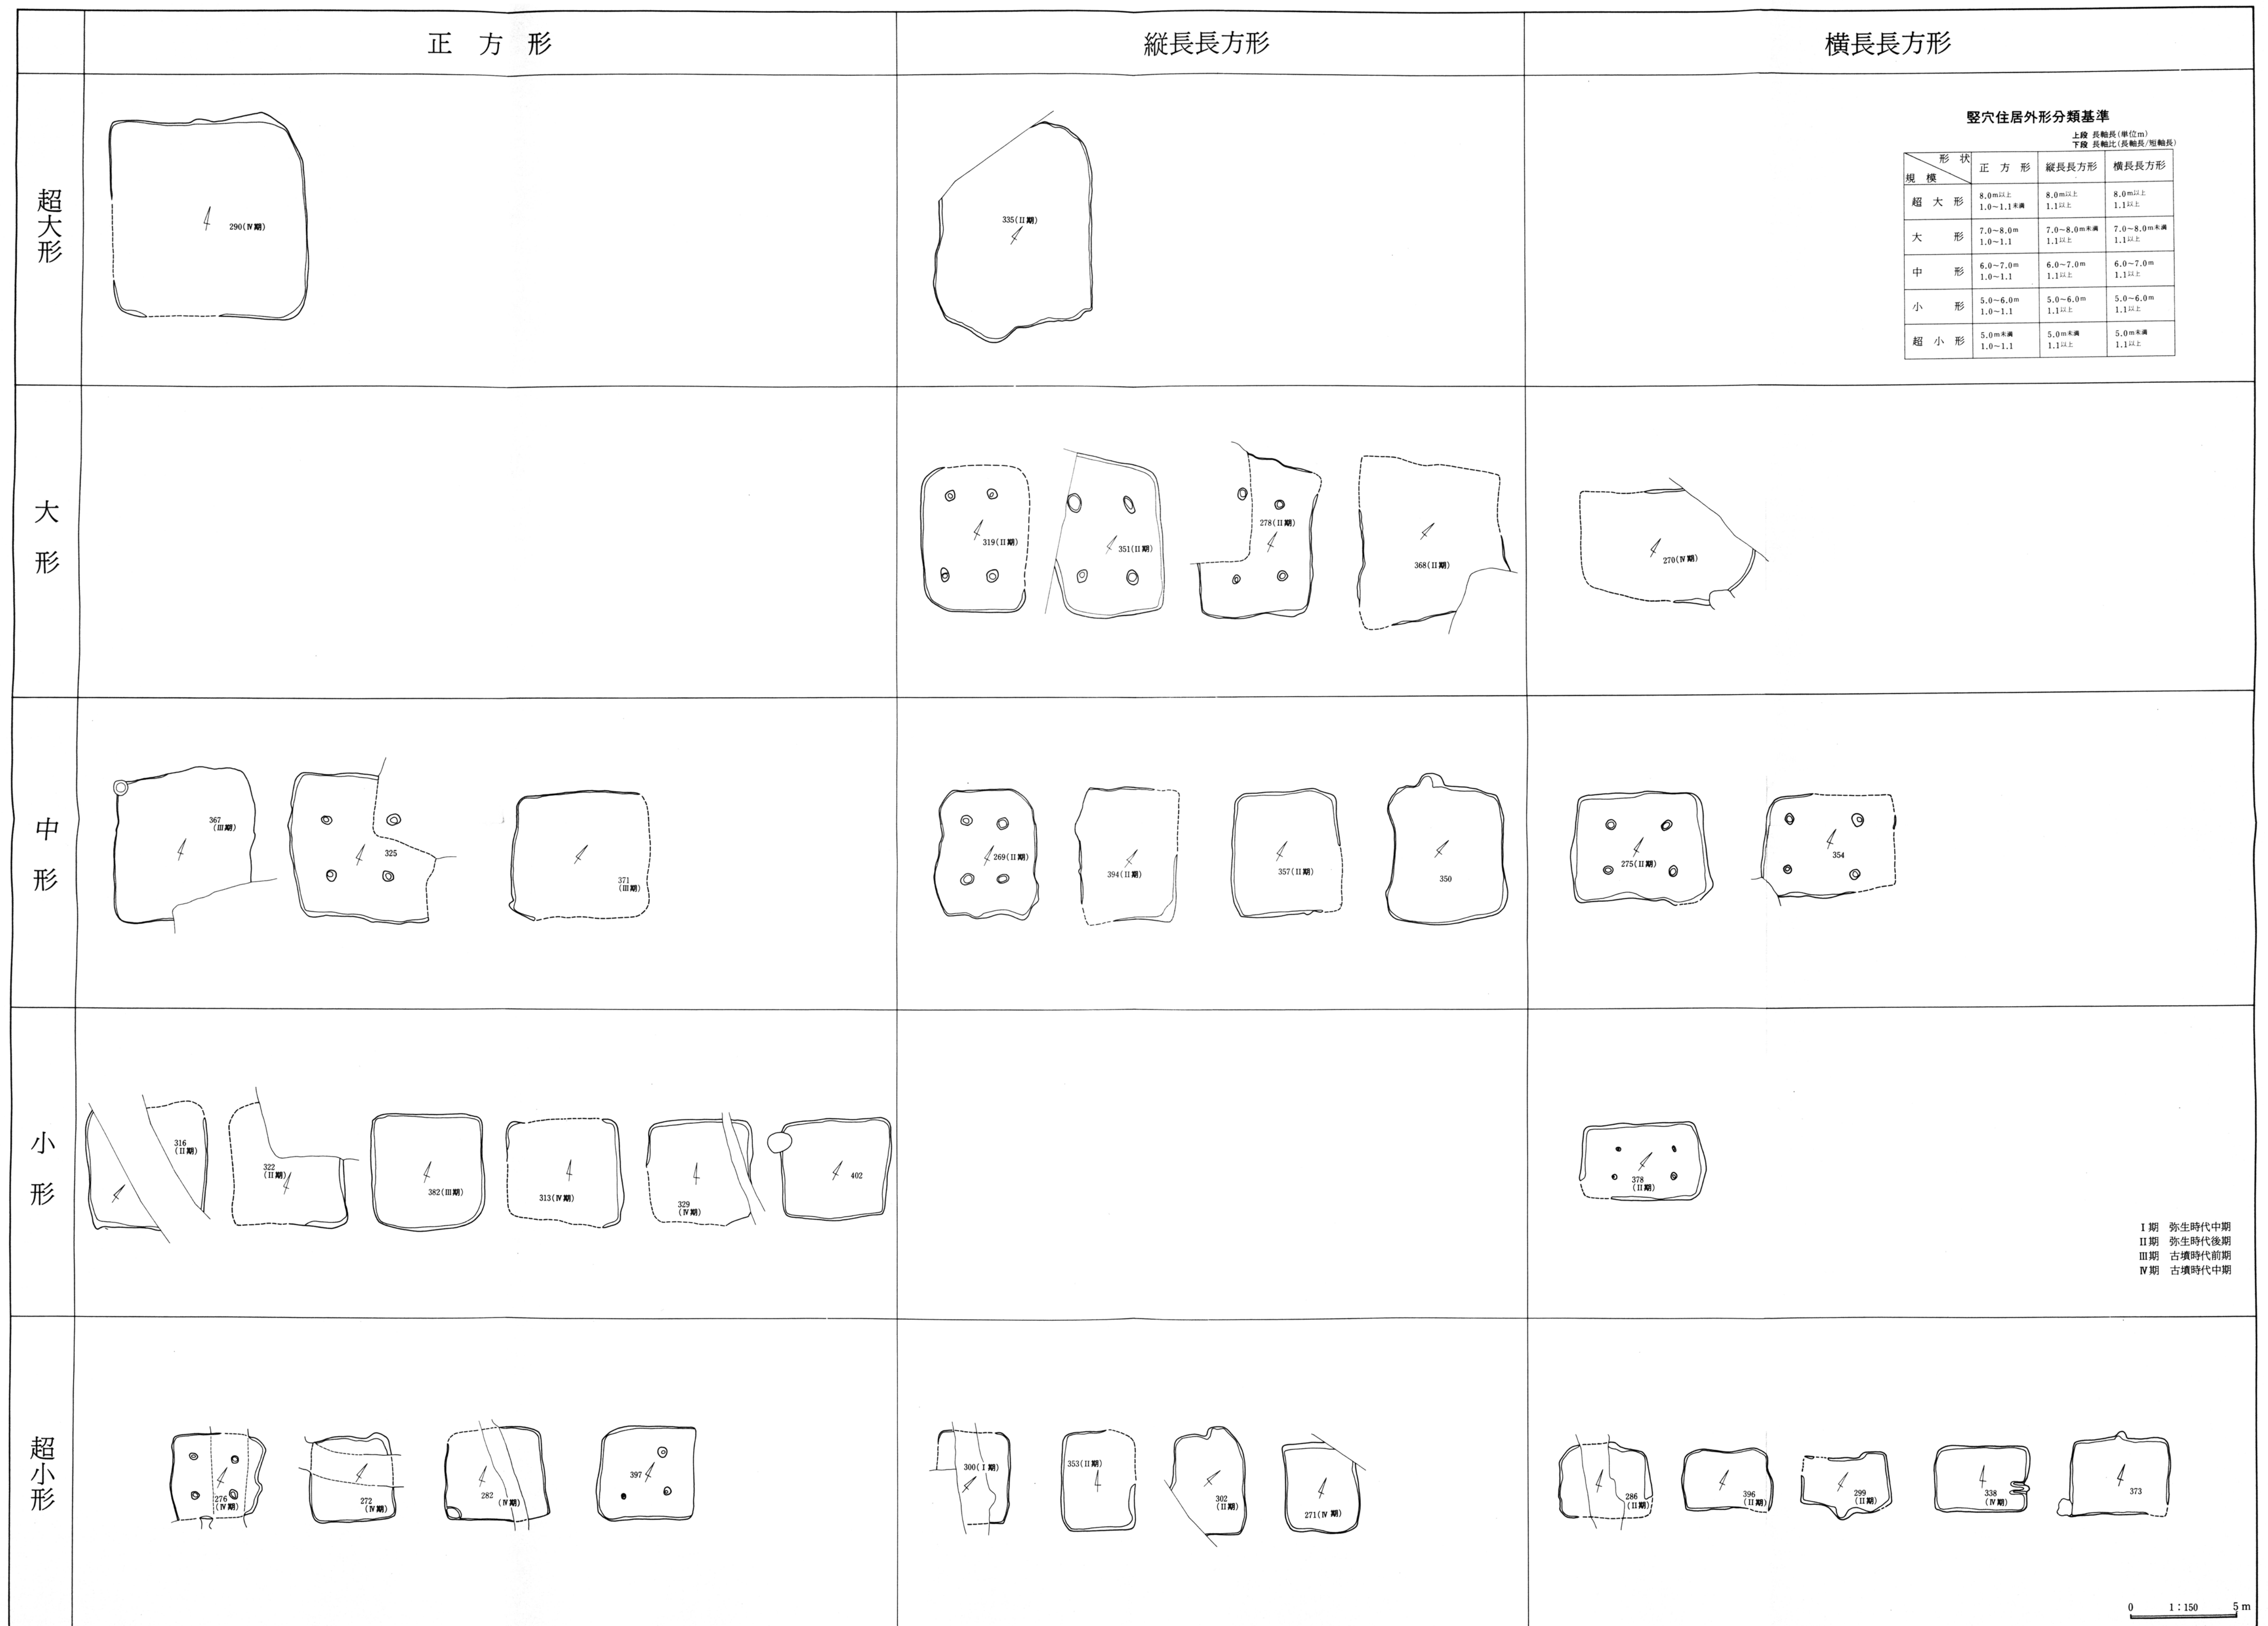 正方形
縦長長方形
横長長方形
超大形
290(Ⅳ期)
335(II期)
竪穴住居外形分類基準
上段 長軸長(単位m)
下段 長軸比(長軸長/短軸長)
形状
規模
正方形
縦長長方形
横長長方形
超大形
8.0m以上
1.0~1.1未満
8.0m以上
1.1以上
8.0m以上
1.1以上
大形
7.0~8.0m
1.0~1.1
7.0~8.0m未満
1.1以上
7.0~8.0m未満
1.1以上
中形
6.0~7.0m
1.0~1.1
6.0~7.0m
1.1以上
6.0~7.0m
1.1以上
小形
5.0~6.0m
1.0~1.1
5.0~6.0m
1.1以上
5.0~6.0m
1.1以上
超小形
5.0m未満
1.0~1.1
5.0m未満
1.1以上
5.0m未満
1.1以上
大形
319(II期)
351(II期)
278(II期)
368(II期)
270(Ⅳ期)
中形
367
(III期)
325
371
(III期)
269(II期)
394(II期)
357(II期)
350
275(II期)
354
小形
316
(II期)
322
(II期)
382(III期)
313(Ⅳ期)
329
(Ⅳ期)
402
378
(II期)
I期 弥生時代中期
II期 弥生時代後期
III期 古墳時代前期
Ⅳ期 古墳時代中期
超小形
276
(Ⅳ期)
272
(Ⅳ期)
282
(Ⅳ期)
397
300(I期)
353(II期)
302
(II期)
271(Ⅳ期)
286
(II期)
396
(II期)
299
(II期)
338
(Ⅳ期)
373
0 1:150 5m